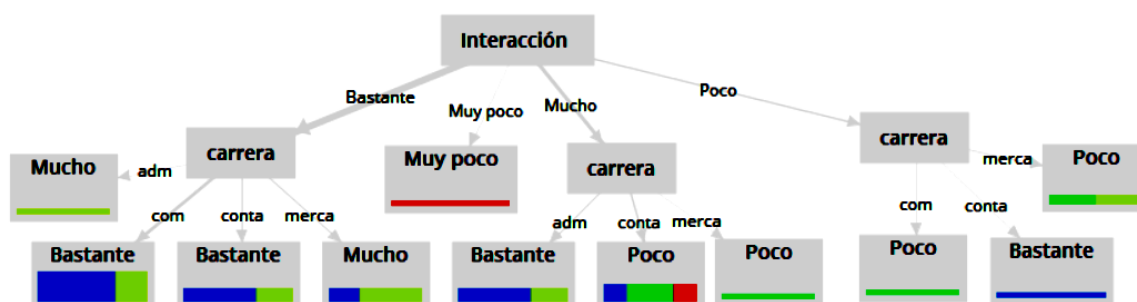 Interacción
Bastante
Muy poco
Mucho
Poco
carrera
Muy poco
carrera
carrera
Mucho
adm
com
conta
merca
adm
conta
merca
com
conta
merca
Poco
Bastante
Bastante
Mucho
Bastante
Poco
Poco
Poco
Bastante